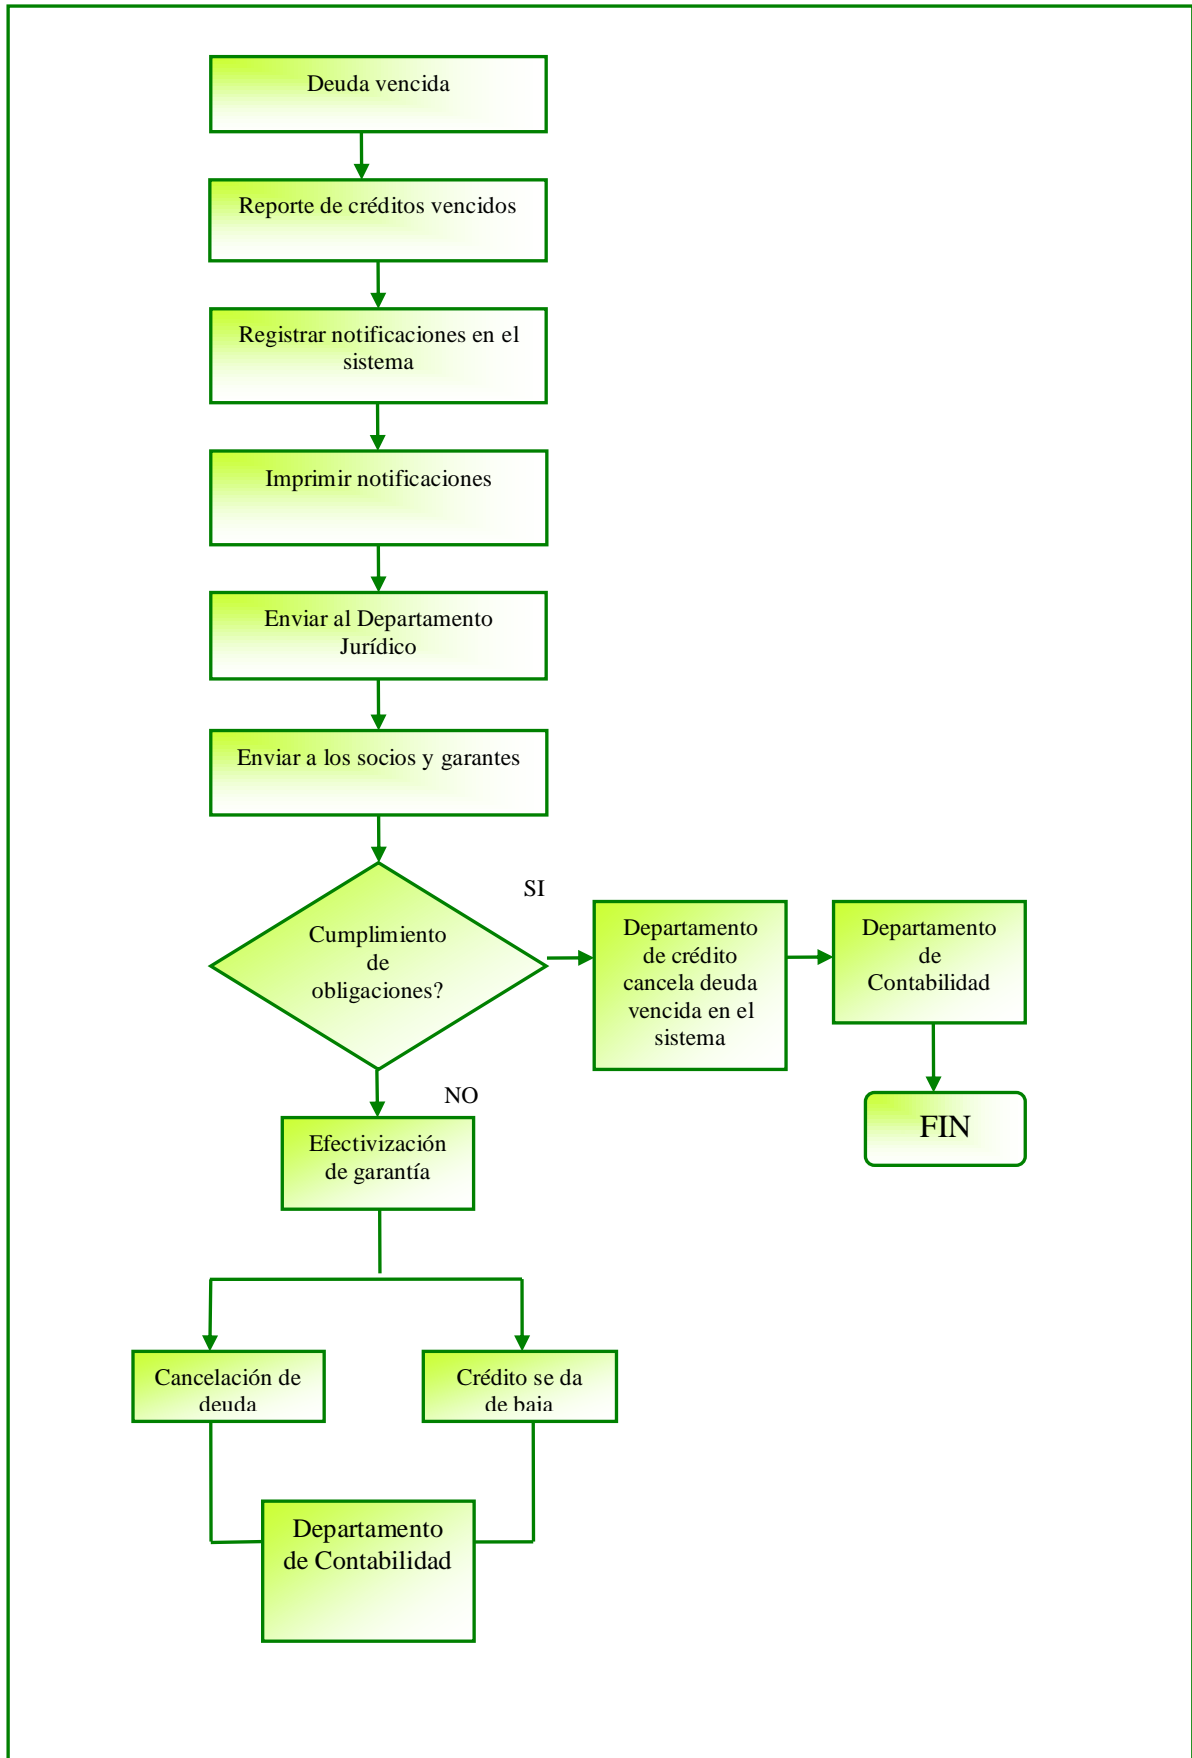 Deuda vencida
Reporte de créditos vencidos
Registrar notificaciones en el
sistema
Imprimir notificaciones
Enviar al Departamento
Jurídico
Enviar a los socios y garantes
Cumplimiento
de
obligaciones?
SI
Departamento
de crédito
cancela deuda
vencida en el
sistema
Departamento
de
Contabilidad
FIN
NO
Efectivización
de garantía
Cancelación de
deuda
Crédito se da
de baja
Departamento
de Contabilidad